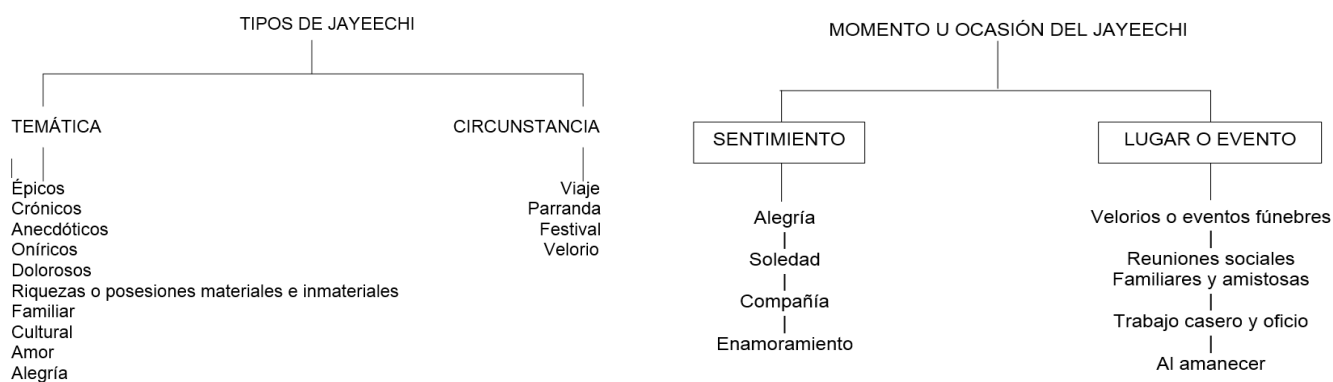 TIPOS DE JAYEECHI
TEMÁTICA
Épicos
Crónicos
Anecdóticos
Oníricos
Dolorosos
Riquezas o posesiones materiales e inmateriales
Familiar
Cultural
Amor
Alegría
CIRCUNSTANCIA
Viaje
Parranda
Festival
Velorio
MOMENTO U OCASIÓN DEL JAYEECHI
SENTIMIENTO
Alegría
Soledad
Compañía
Enamoramiento
LUGAR O EVENTO
Velorios o eventos fúnebres
Reuniones sociales
Familiares y amistosas
Trabajo casero y oficio
Al amanecer